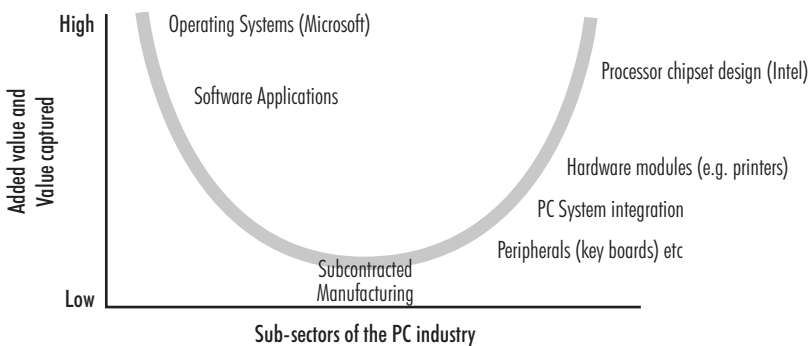 High
Operating Systems (Microsoft)
Processor chipset design (Intel)
Software Applications
Added value and
Value captured
Hardware modules (e.g. printers)
PC System integration
Peripherals (key boards) etc
Subcontracted
Manufacturing
Low
Sub-sectors of the PC industry